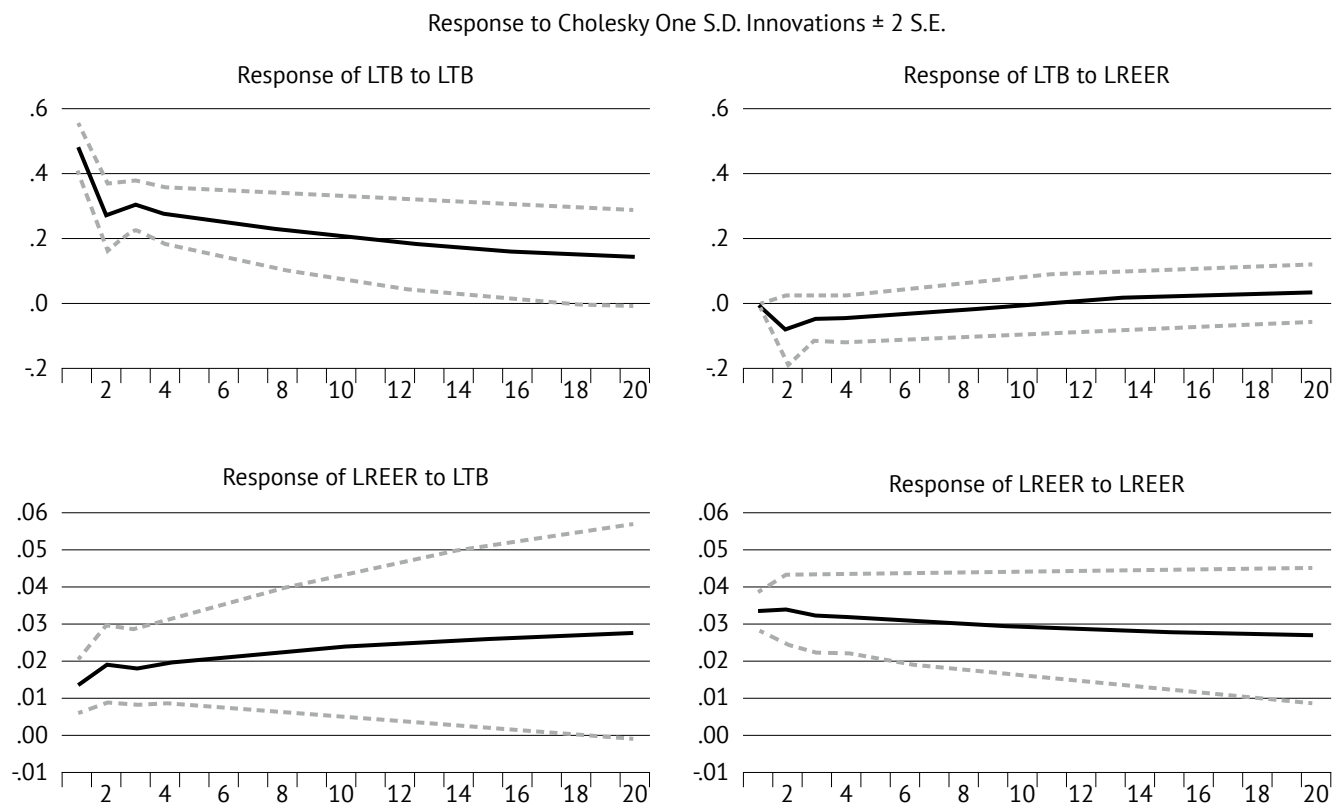 Response to Cholesky One S.D. Innovations ± 2 S.E.
Response of LTB to LTB
.6
.4
.2
.0
-.2
2 4 6 8 10 12 14 16 18 20
Response of LTB to LREER
.6
.4
.2
.0
-.2
2 4 6 8 10 12 14 16 18 20
Response of LREER to LTB
.06
.05
.04
.03
.02
.01
.00
-.01
2 4 6 8 10 12 14 16 18 20
Response of LREER to LREER
.06
.05
.04
.03
.02
.01
.00
-.01
2 4 6 8 10 12 14 16 18 20